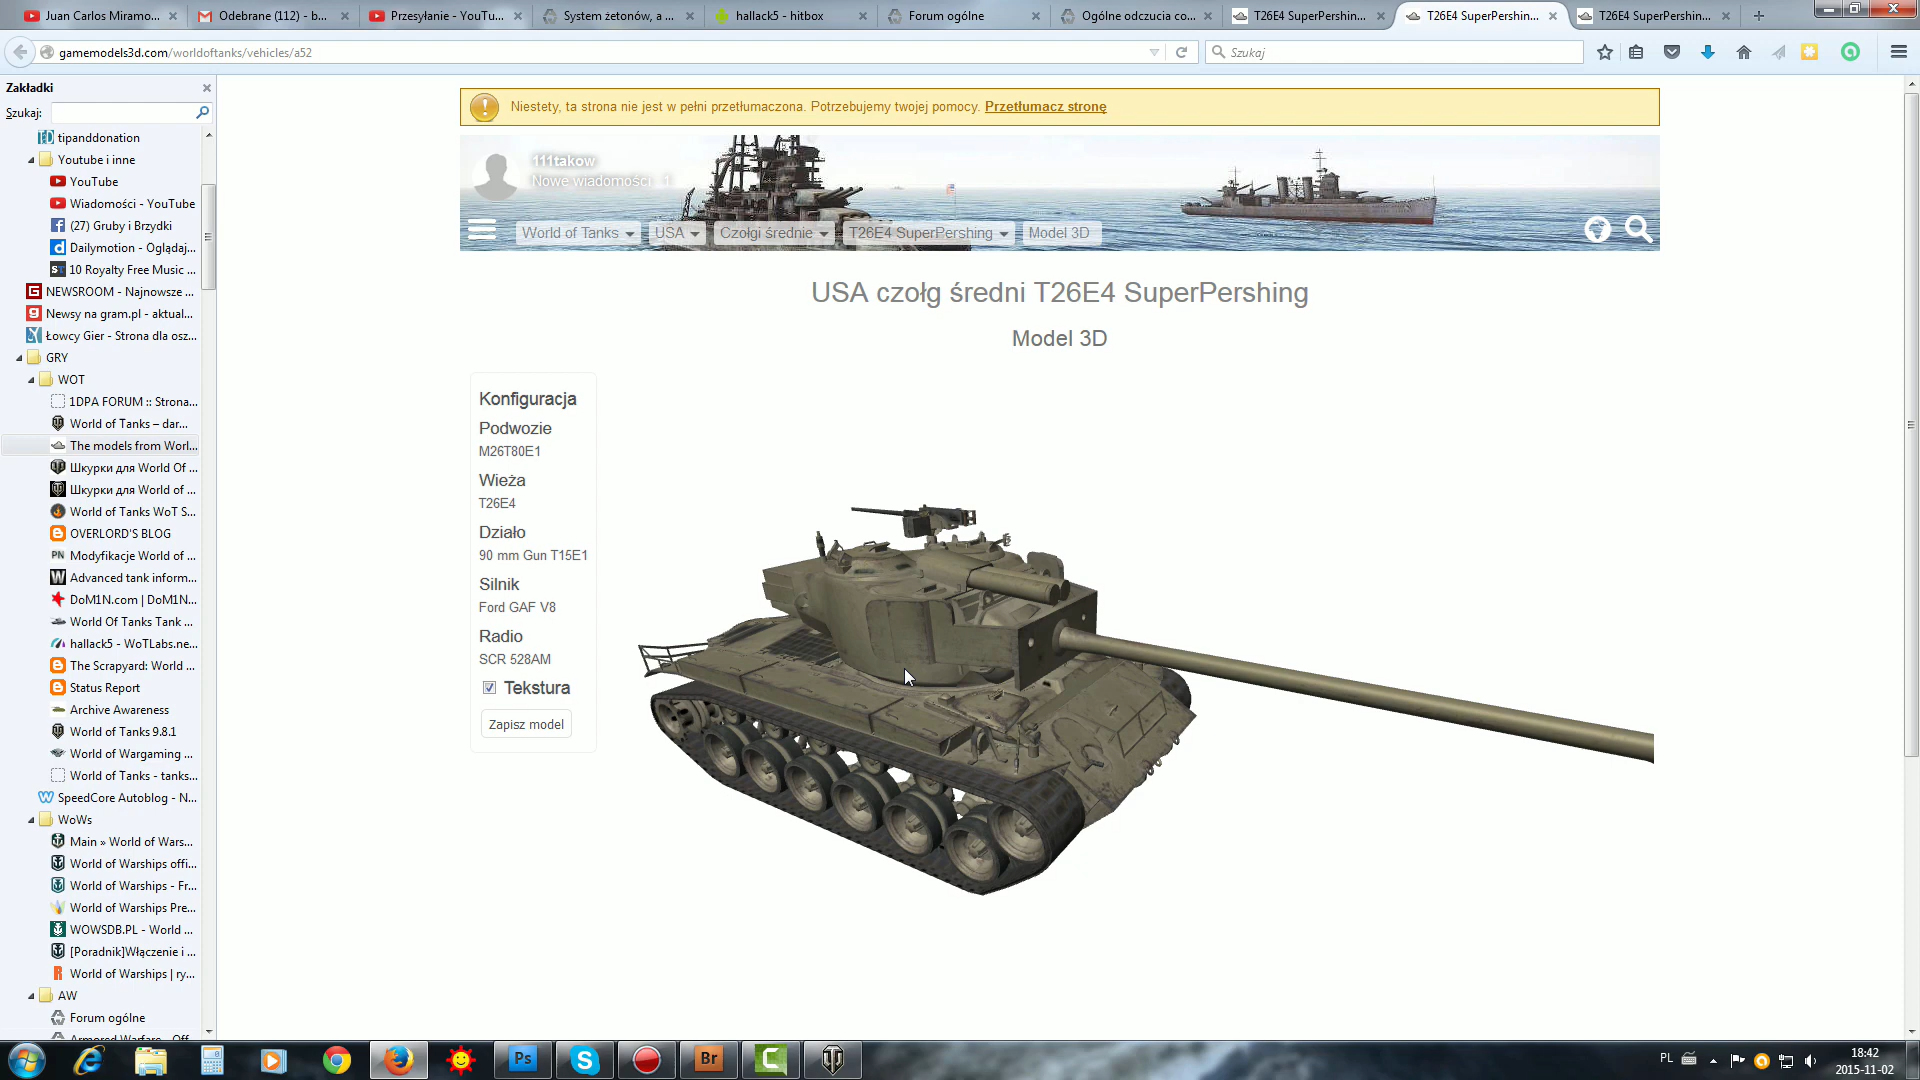 Juan Carlos Miramo...
Odebrane (112) - b...
Przesyłanie - YouTu...
System żetonów, a ...
hallack5 - hitbox
Forum ogólne
Ogólne odczucia co...
T26E4 SuperPershin...
T26E4 SuperPershin...
T26E4 SuperPershin...
gamemodels3d.com/worldoftanks/vehicles/a52
Szukaj
Zakładki
Szukaj:
tipanddonation
Youtube i inne
YouTube
Wiadomości - YouTube
(27) Gruby i Brzydki
Dailymotion - Oglądaj...
10 Royalty Free Music ...
NEWSROOM - Najnowsze ...
Newsy na gram.pl - aktual...
Łowcy Gier - Strona dla osz...
GRY
WOT
1DPA FORUM :: Strona...
World of Tanks – dar...
The models from Worl...
Шкурки для World Of ...
Шкурки для World of ...
World of Tanks WoT S...
OVERLORD'S BLOG
Modyfikacje World of ...
Advanced tank inform...
DoM1N.com | DoM1N...
World Of Tanks Tank ...
hallack5 - WoTLabs.ne...
The Scrapyard: World ...
Status Report
Archive Awareness
World of Tanks 9.8.1
World of Wargaming ...
World of Tanks - tanks...
SpeedCore Autoblog - N...
WoWs
Main » World of Wars...
World of Warships offi...
World of Warships - Fr...
World of Warships Pre...
WOWSDB.PL - World ...
[Poradnik]Włączenie i ...
World of Warships | ry...
AW
Forum ogólne
Armored Warfare - Off...
Niestety, ta strona nie jest w pełni przetłumaczona. Potrzebujemy twojej pomocy. Przetłumacz stronę
111takow
Nowe wiadomości - 1
World of Tanks
USA
Czołgi średnie
T26E4 SuperPershing
Model 3D
USA czołg średni T26E4 SuperPershing
Model 3D
Konfiguracja
Podwozie
M26T80E1
Wieża
T26E4
Działo
90 mm Gun T15E1
Silnik
Ford GAF V8
Radio
SCR 528AM
Tekstura
Zapisz model
Ps
Br
PL
18:42
2015-11-02